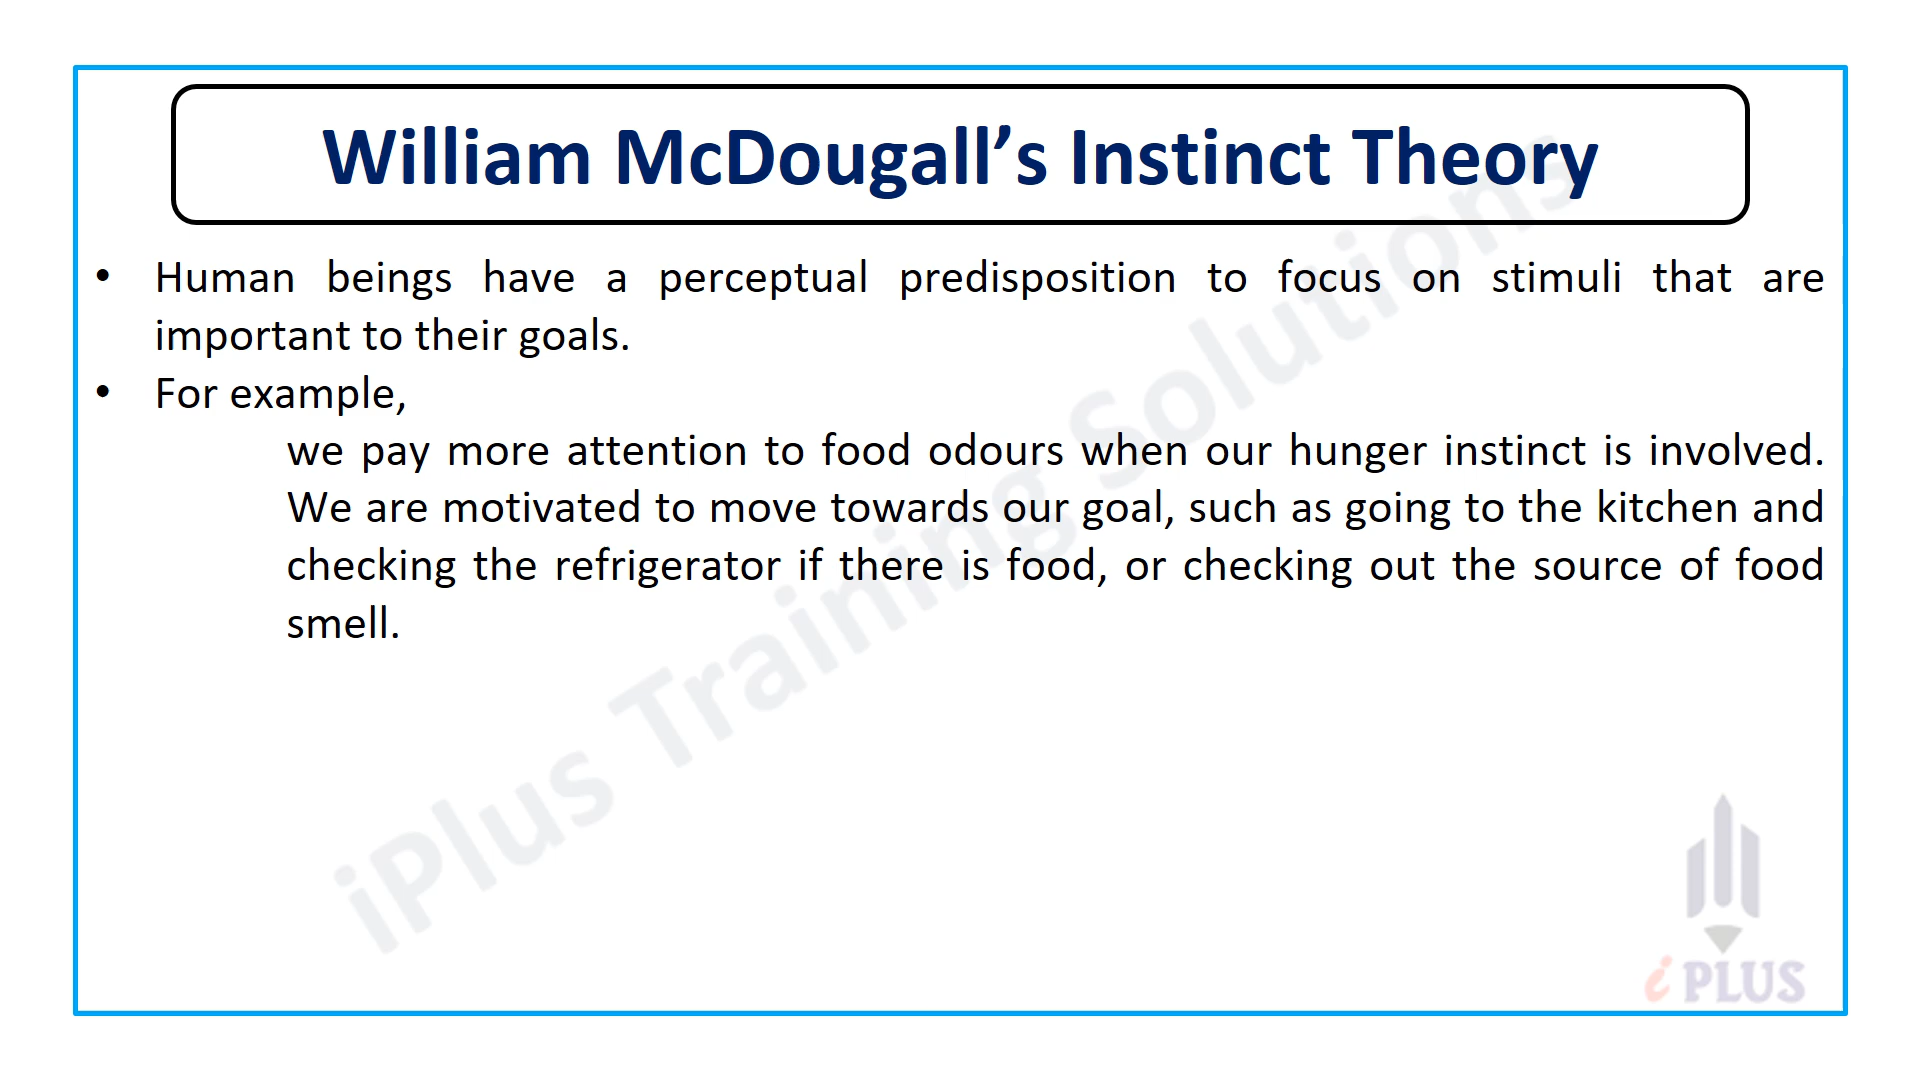 William McDougall’s Instinct Theory
• Human beings have a perceptual predisposition to focus on stimuli that are
important to their goals.
• For example,
we pay more attention to food odours when our hunger instinct is involved.
We are motivated to move towards our goal, such as going to the kitchen and
checking the refrigerator if there is food, or checking out the source of food
smell.
iPlus Training Solutions
i PLUS